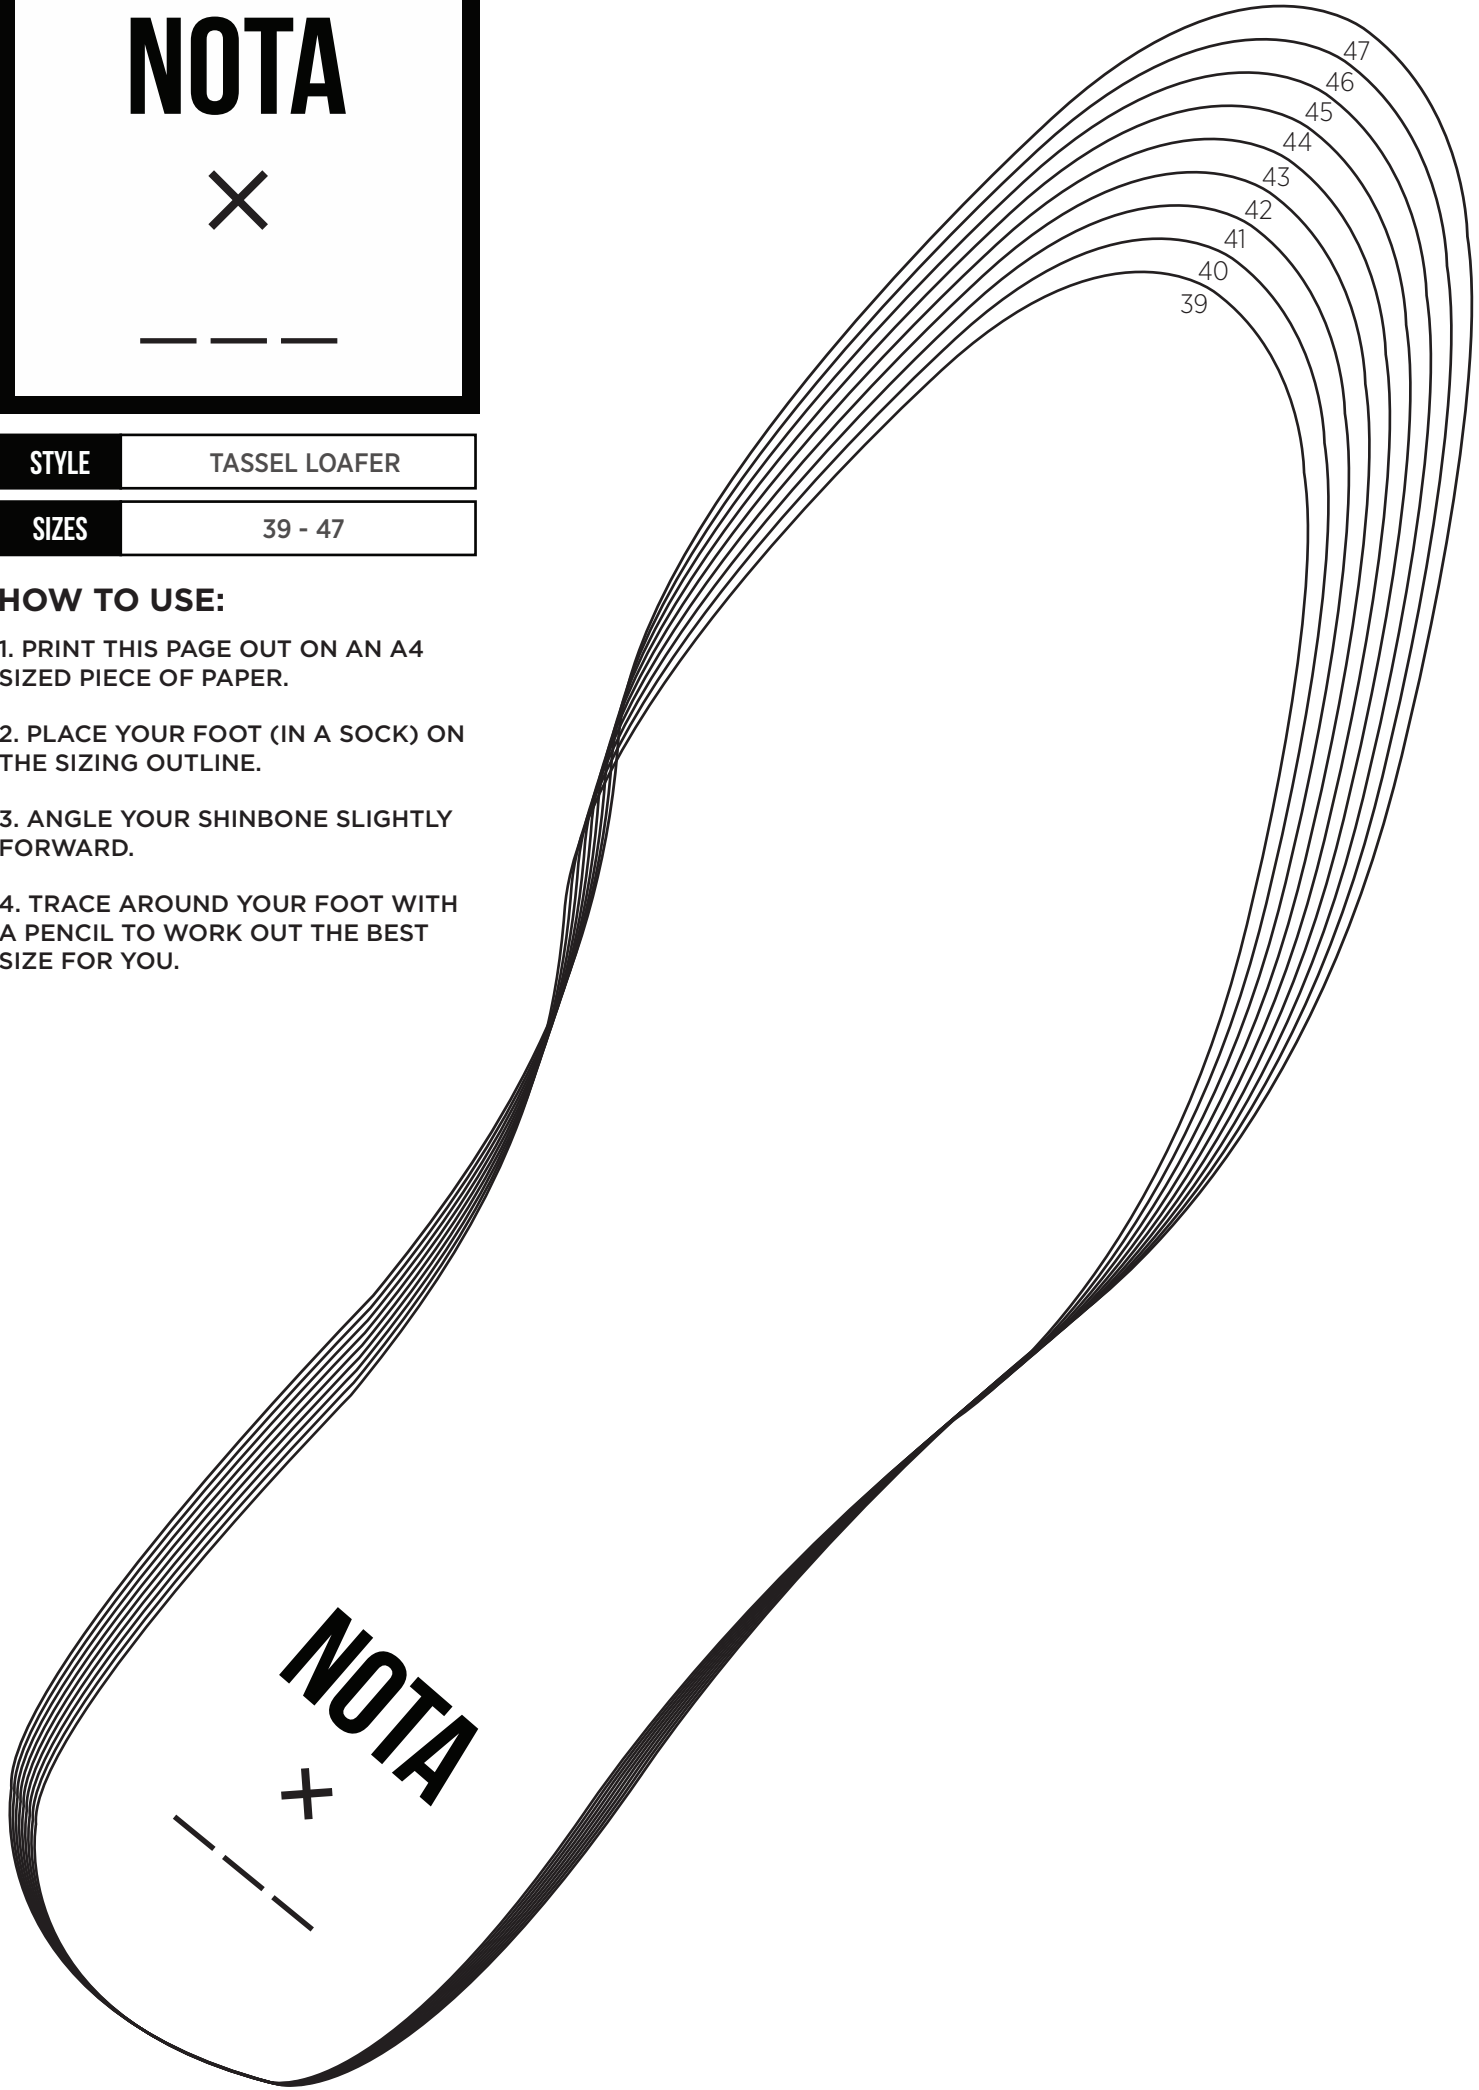 NOTA
STYLE TASSEL LOAFER
SIZES 39 - 47
HOW TO USE:
1. PRINT THIS PAGE OUT ON AN A4
SIZED PIECE OF PAPER.
2. PLACE YOUR FOOT (IN A SOCK) ON
THE SIZING OUTLINE.
3. ANGLE YOUR SHINBONE SLIGHTLY
FORWARD.
4. TRACE AROUND YOUR FOOT WITH
A PENCIL TO WORK OUT THE BEST
SIZE FOR YOU.
47
46
45
44
43
42
41
40
39
NOTA